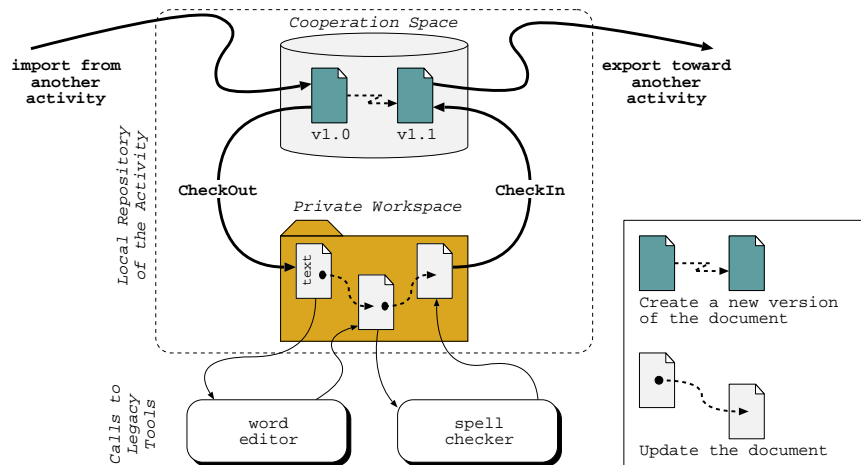 Cooperation Space
import from
another
activity
export toward
another
activity
v1.0
v1.1
CheckOut
CheckIn
Private Workspace
Local Repository
of the Activity
text
Create a new version
of the document
Calls to
Legacy
Tools
word
editor
spell
checker
Update the document